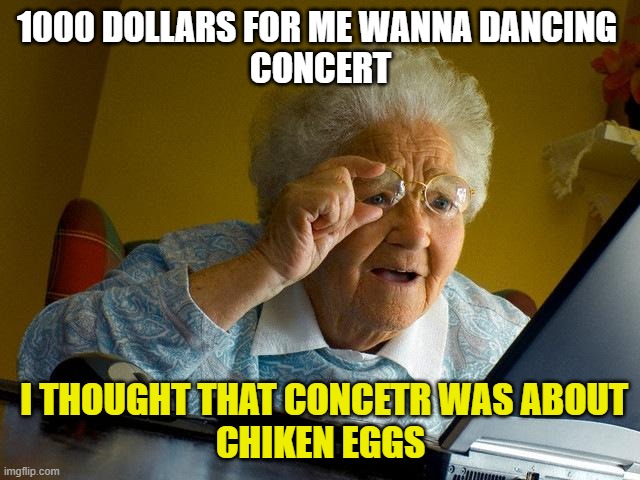 1000 DOLLARS FOR ME WANNA DANCING
CONCERT
I THOUGHT THAT CONCETR WAS ABOUT
CHIKEN EGGS
imgflip.com